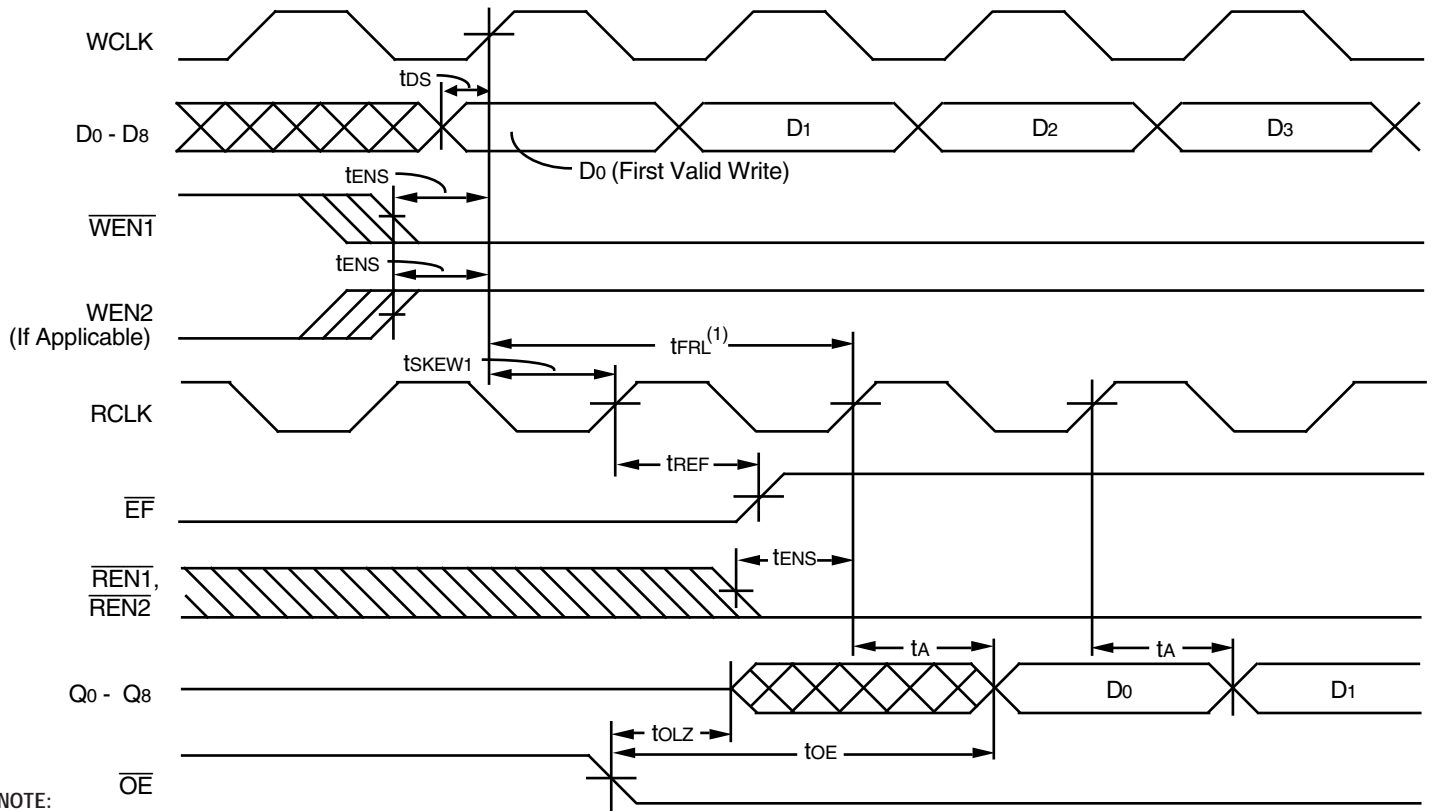 WCLK
tDS
D0 - D8
D1
D2
D3
D0 (First Valid Write)
tENS
WEN1
tENS
WEN2
(If Applicable)
tFRL(1)
tSKEW1
RCLK
tREF
EF
tENS
REN1,
REN2
tA
tA
Q0 - Q8
D0
D1
tOLZ
tOE
OE
NOTE: